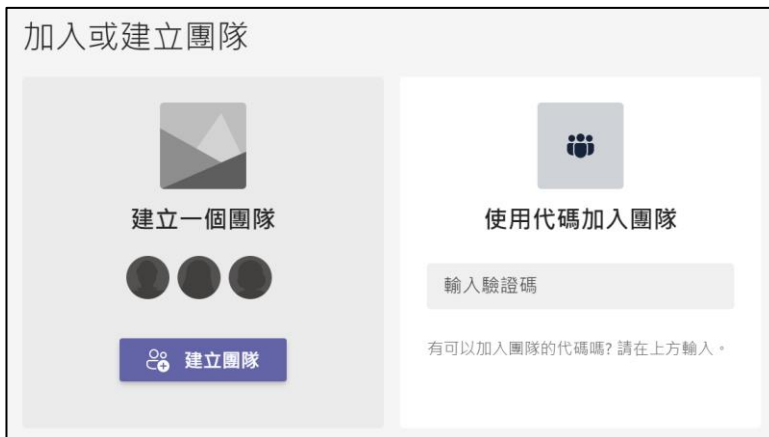 加入或建立團隊
建立一個團隊
建立團隊
使用代碼加入團隊
輸入驗證碼
有可以加入團隊的代碼嗎? 請在上方輸入。